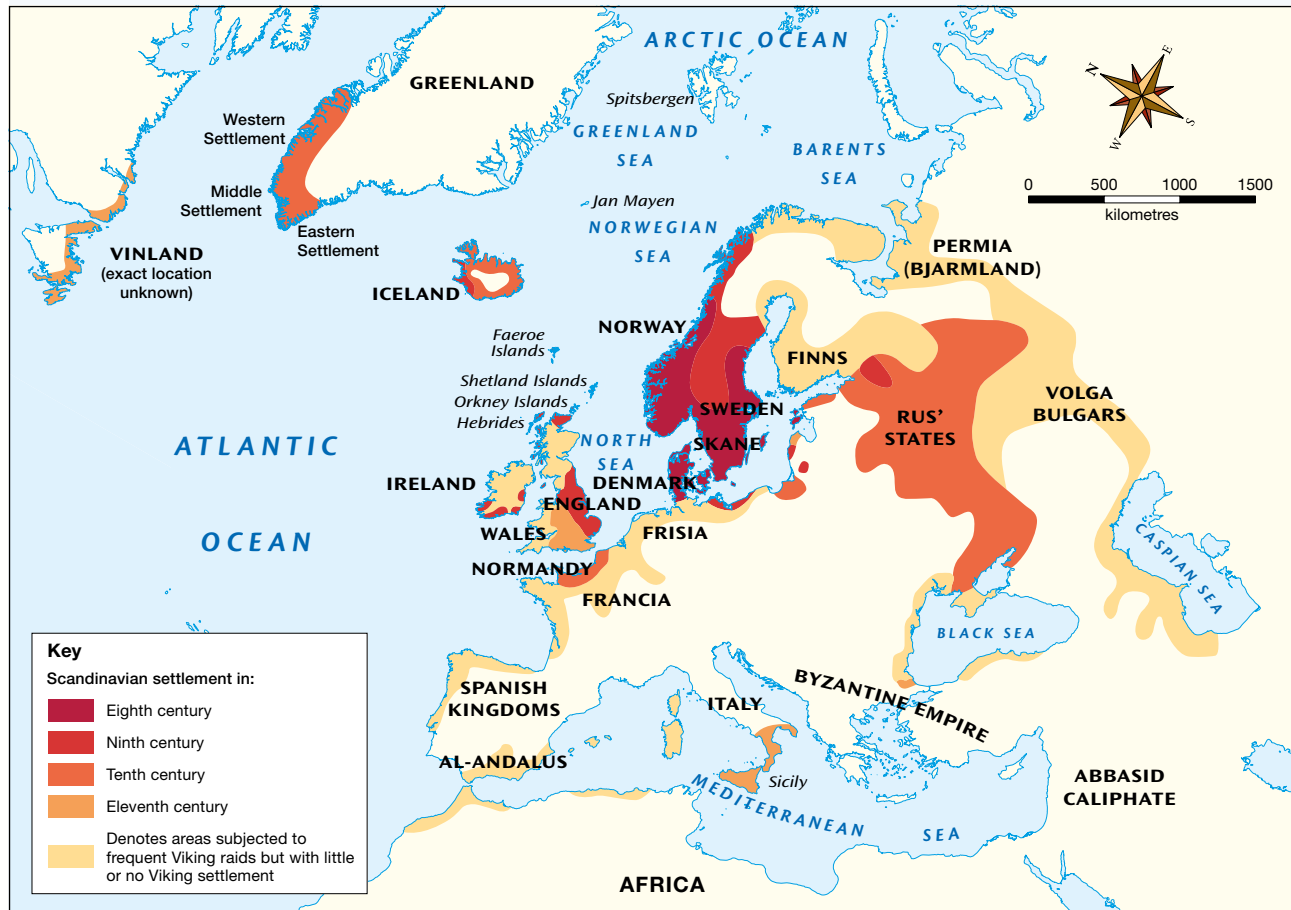 ARCTIC OCEAN
GREENLAND
Spitsbergen
N
E
S
W
Western
Settlement
GREENLAND
SEA
BARENTS
SEA
0 500 1000 1500
kilometres
Middle
Settlement
Jan Mayen
Eastern
Settlement
NORWEGIAN
SEA
VINLAND
(exact location
unknown)
PERMIA
(BJARMLAND)
ICELAND
NORWAY
Faeroe
Islands
FINNS
Shetland Islands
Orkney Islands
Hebrides
SWEDEN
RUS’
STATES
VOLGA
BULGARS
ATLANTIC
OCEAN
NORTH
SEA
SKANE
IRELAND
DENMARK
ENGLAND
WALES
FRISIA
CASPIAN SEA
NORMANDY
FRANCIA
BLACK SEA
Key
Scandinavian settlement in:
Eighth century
Ninth century
Tenth century
Eleventh century
Denotes areas subjected to
frequent Viking raids but with little
or no Viking settlement
SPANISH
KINGDOMS
ITALY
BYZANTINE EMPIRE
AL-ANDALUS
Sicily
MEDITERRANEAN SEA
ABBASID
CALIPHATE
AFRICA